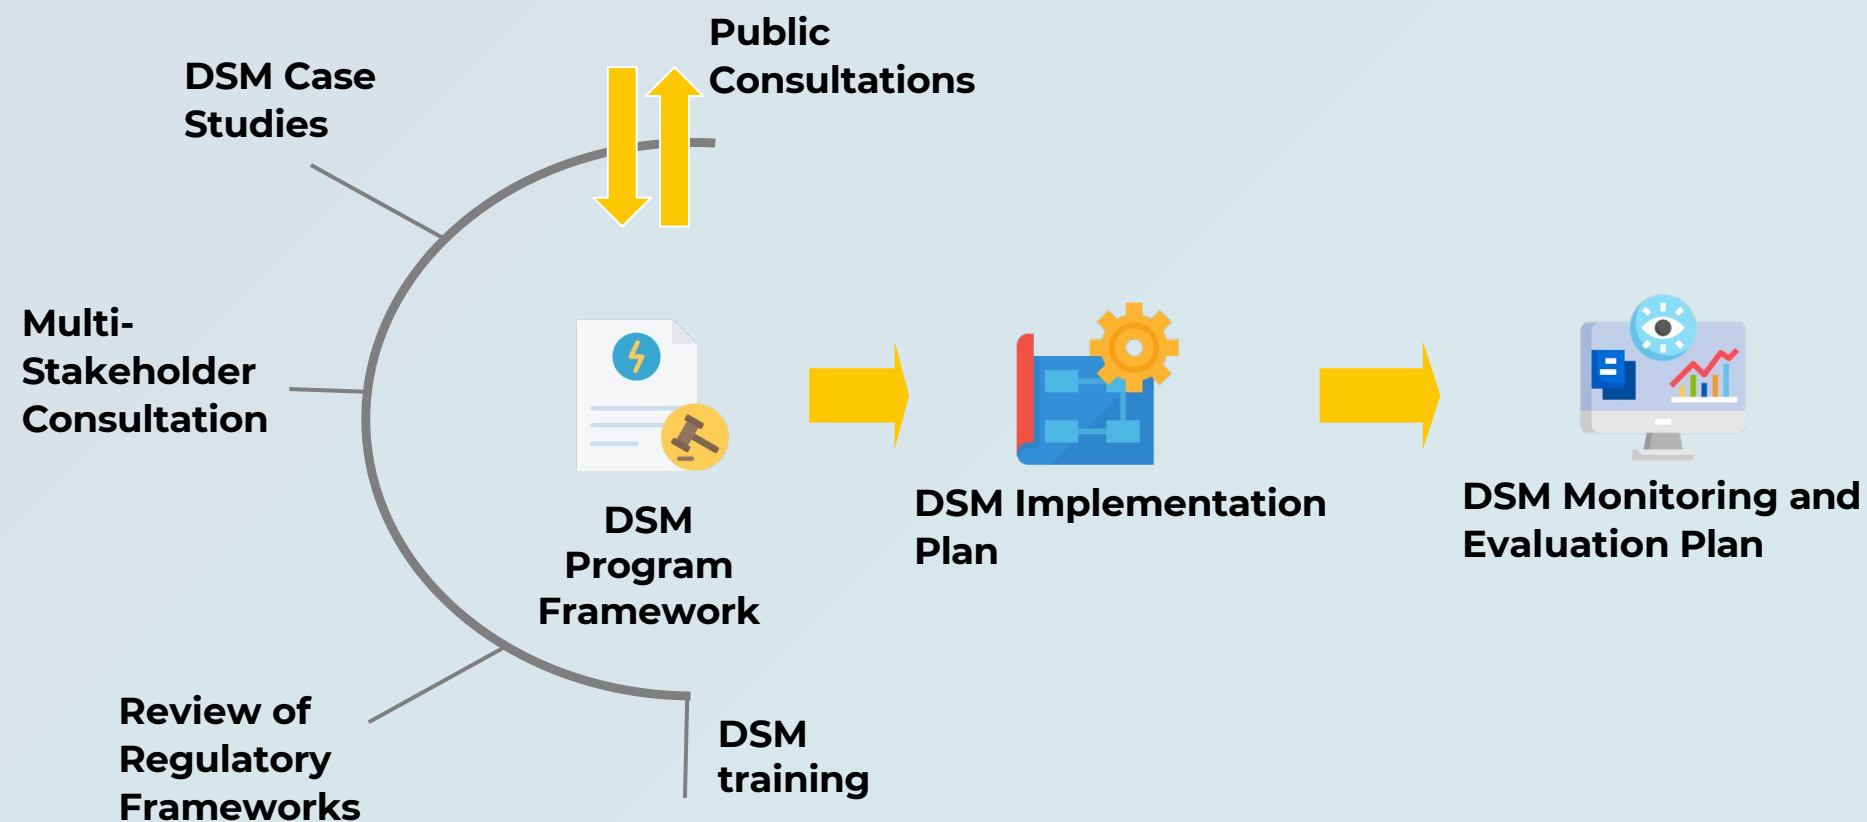 Public
Consultations
DSM Case
Studies
Multi-
Stakeholder
Consultation
DSM
Program
Framework
DSM Implementation
Plan
DSM Monitoring and
Evaluation Plan
Review of
Regulatory
Frameworks
DSM
training